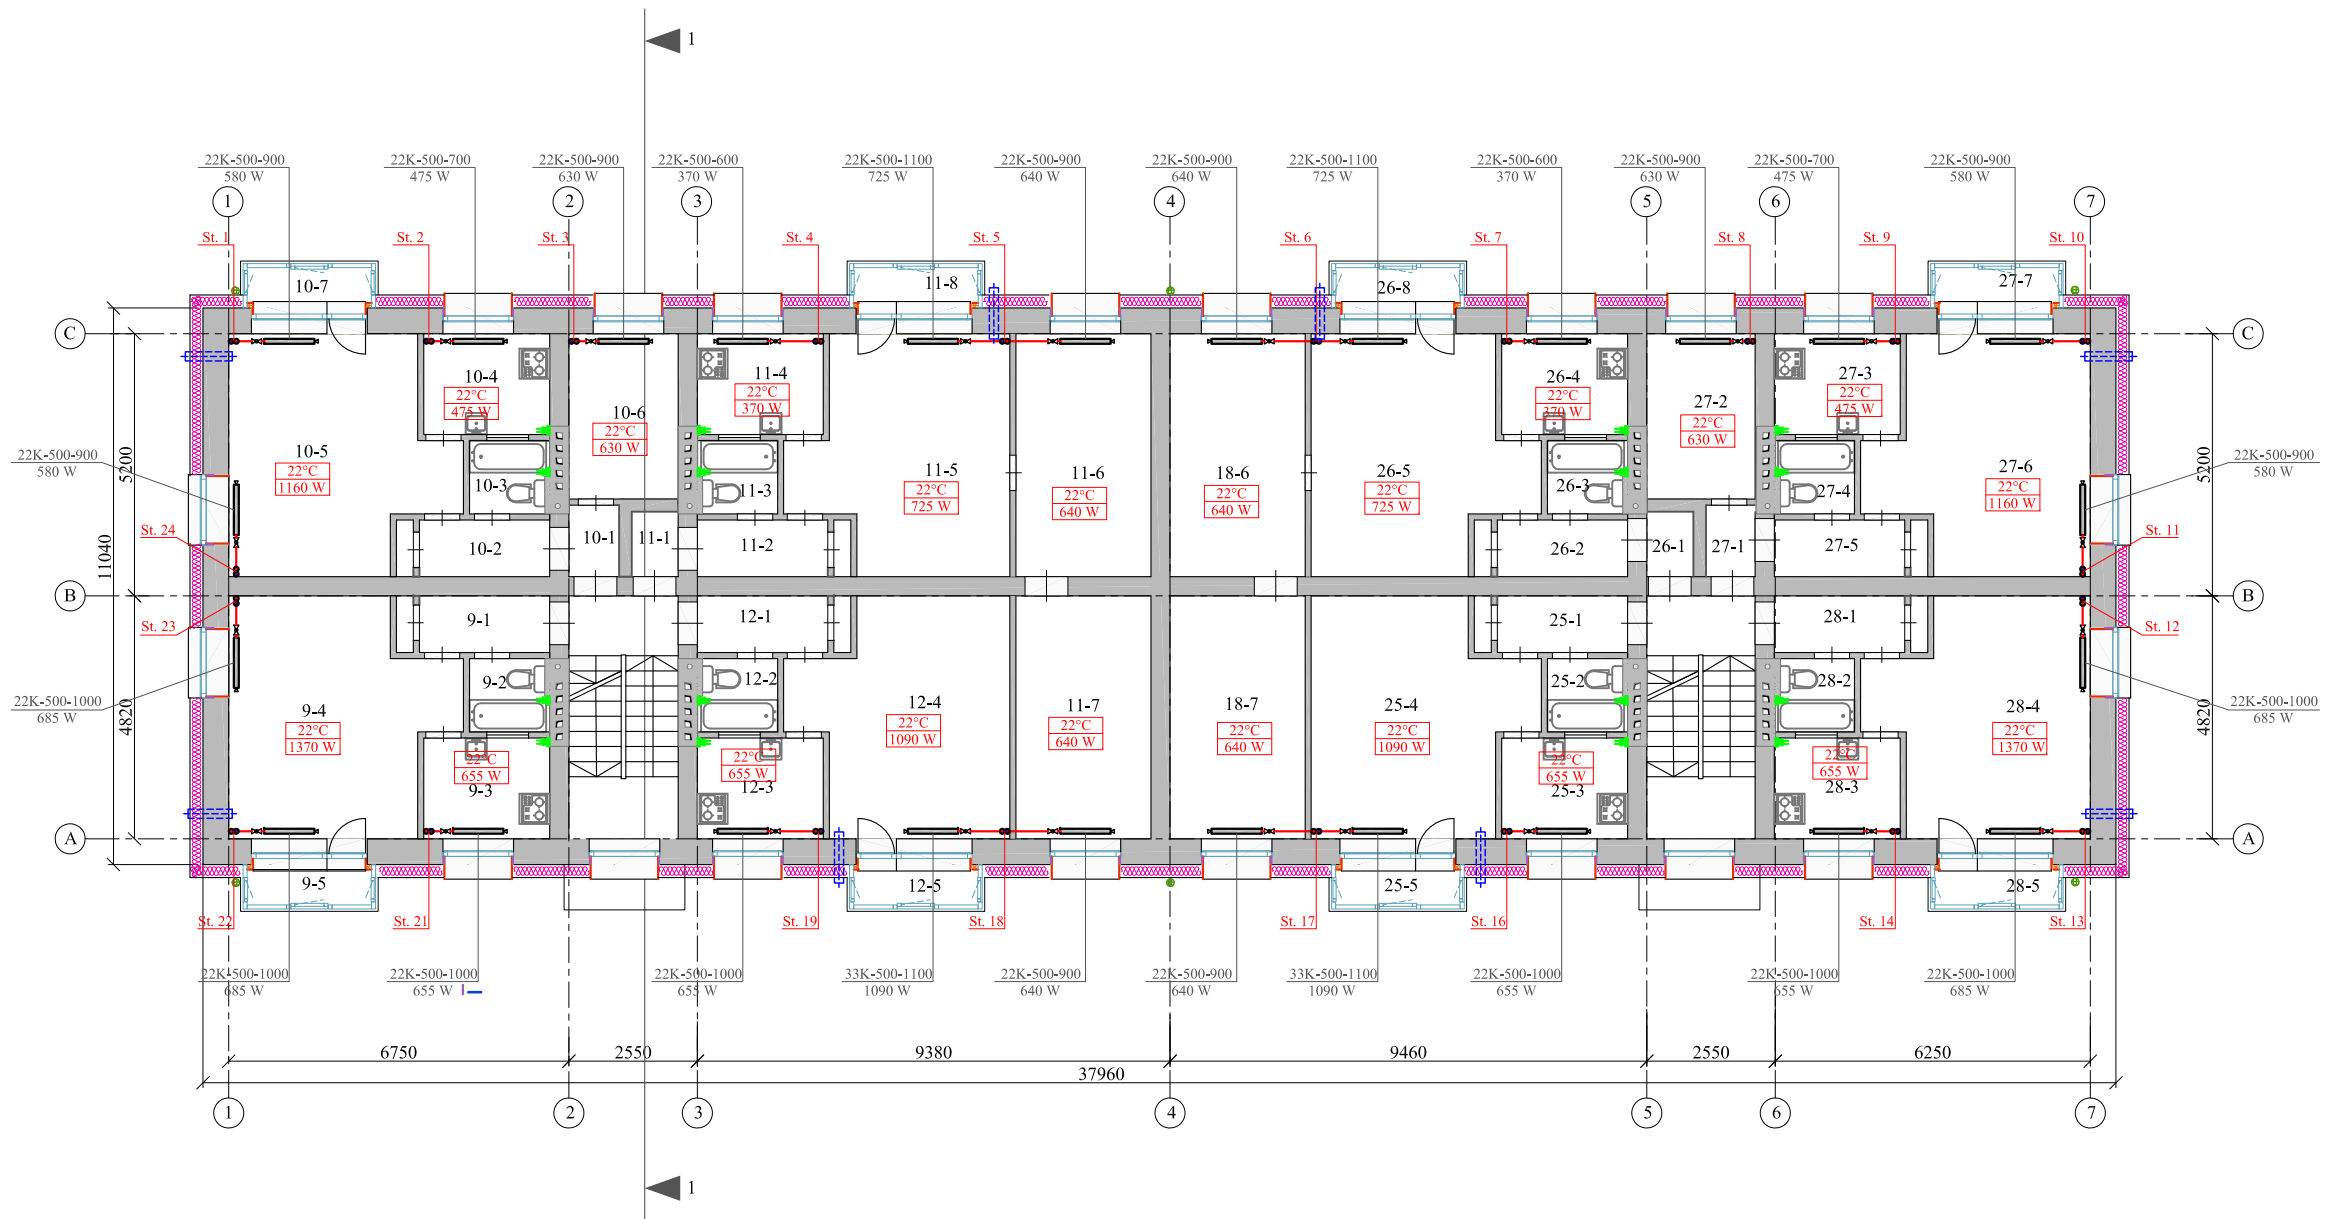 1
22K-500-900
580 W
22K-500-700
475 W
22K-500-900
630 W
22K-500-600
370 W
22K-500-1100
725 W
22K-500-900
640 W
22K-500-900
640 W
22K-500-1100
725 W
22K-500-600
370 W
22K-500-900
630 W
22K-500-700
475 W
22K-500-900
580 W
1
2
3
4
5
6
7
St. 1
St. 2
St. 3
St. 4
St. 5
St. 6
St. 7
St. 8
St. 9
St. 10
10-7
11-8
26-8
27-7
C
C
10-4
22°C
475 W
10-6
22°C
630 W
11-4
22°C
370 W
26-4
22°C
370 W
27-2
22°C
630 W
27-3
22°C
475 W
22K-500-900
580 W
5200
10-5
22°C
1160 W
10-3
11-3
11-5
22°C
725 W
11-6
22°C
640 W
18-6
22°C
640 W
26-5
22°C
725 W
26-3
27-4
27-6
22°C
1160 W
5200
22K-500-900
580 W
St. 24
11040
10-2
10-1
11-1
11-2
26-2
26-1
27-1
27-5
St. 11
B
B
St. 23
9-1
12-1
25-1
28-1
St. 12
22K-500-1000
685 W
4820
9-4
22°C
1370 W
9-2
12-2
12-4
22°C
1090 W
11-7
22°C
640 W
18-7
22°C
640 W
25-4
22°C
1090 W
25-2
28-2
28-4
22°C
1370 W
4820
22K-500-1000
685 W
22°C
655 W
9-3
22°C
655 W
12-3
22°C
655 W
25-3
22°C
655 W
28-3
A
A
9-5
12-5
25-5
28-5
St. 22
St. 21
St. 19
St. 18
St. 17
St. 16
St. 14
St. 13
22K-500-1000
685 W
22K-500-1000
655 W
22K-500-1000
655 W
33K-500-1100
1090 W
22K-500-900
640 W
22K-500-900
640 W
33K-500-1100
1090 W
22K-500-1000
655 W
22K-500-1000
655 W
22K-500-1000
685 W
6750
2550
9380
9460
2550
6250
37960
1
2
3
4
5
6
7
1